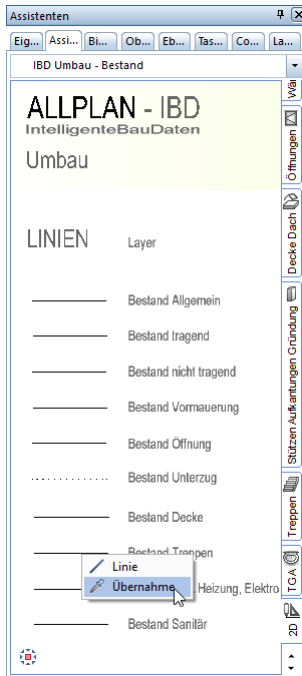 Assistenten
Eig... Assi... Bi... Ob... Eb... Tas... Co... La...
IBD Umbau - Bestand
ALLPLAN - IBD
IntelligenteBauDaten
Umbau
LINIEN Layer
Bestand Allgemein
Bestand tragend
Bestand nicht tragend
Bestand Vormauerung
Bestand Öffnung
Bestand Unterzug
Bestand Decke
Bestand Treppen
Linie
Übernahme
Heizung, Elektro
Bestand Sanitär
Öffnungen
Decke Dach
Stützen Aufkantungen Gründung
Treppen
TGA
2D